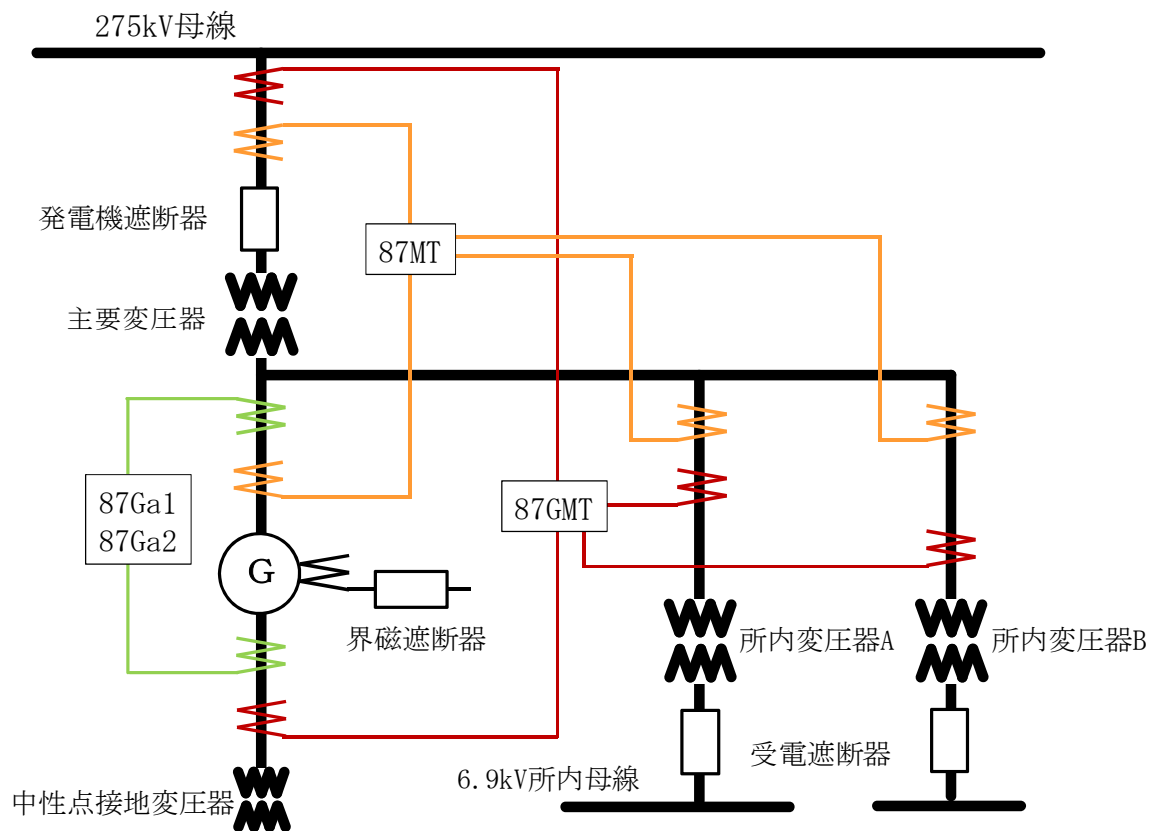 275kV母線
発電機遮断器
87MT
主要変圧器
87Ga1
87Ga2
87GMT
G
界磁遮断器
所内変圧器A
所内変圧器B
受電遮断器
6.9kV所内母線
中性点接地変圧器